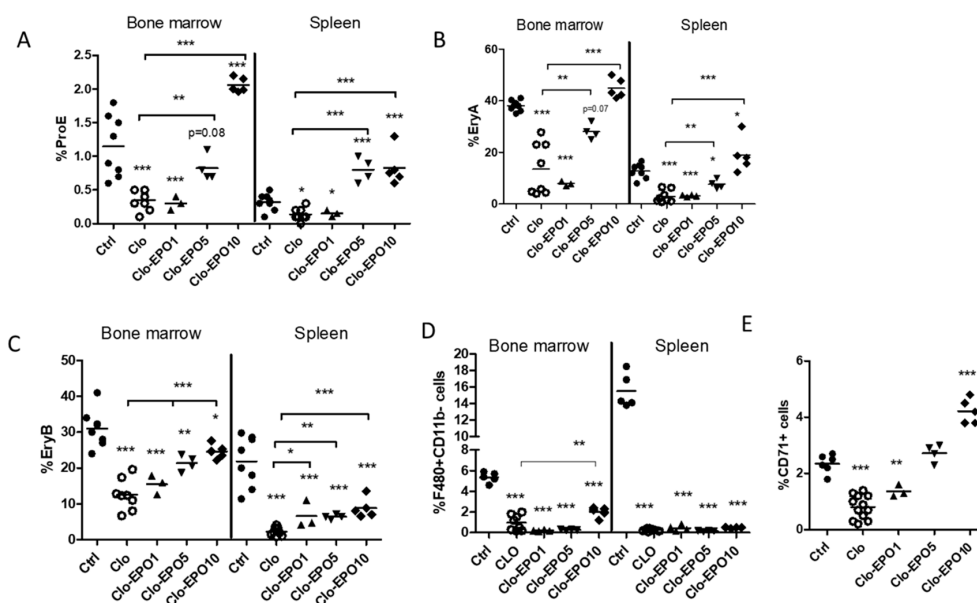 A
Bone marrow
Spleen
***
***
***
***
**
***
p=0.08
***
***
***
*
*
%ProE
2.5
2.0
1.5
1.0
0.5
0.0
Ctrl
Clo
Clo-EPO1
Clo-EPO5
Clo-EPO10
Ctrl
Clo
Clo-EPO1
Clo-EPO5
Clo-EPO10
B
Bone marrow
Spleen
***
**
***
p=0.07
***
***
*
**
***
***
*
%EryA
60
40
20
0
Ctrl
Clo
Clo-EPO1
Clo-EPO5
Clo-EPO10
Ctrl
Clo
Clo-EPO1
Clo-EPO5
Clo-EPO10
C
Bone marrow
Spleen
***
***
*
**
**
***
***
*
***
***
***
***
%EryB
50
40
30
20
10
0
Ctrl
Clo
Clo-EPO1
Clo-EPO5
Clo-EPO10
Ctrl
Clo
Clo-EPO1
Clo-EPO5
Clo-EPO10
D
Bone marrow
Spleen
**
**
***
***
***
***
***
***
***
***
%F480+CD11b- cells
20
18
16
14
12
10
8
6
4
2
0
Ctrl
CLO
Clo-EPO1
Clo-EPO5
Clo-EPO10
Ctrl
CLO
Clo-EPO1
Clo-EPO5
Clo-EPO10
E
***
***
**
%CD71+ cells
6
4
2
0
Ctrl
Clo
Clo-EPO1
Clo-EPO5
Clo-EPO10